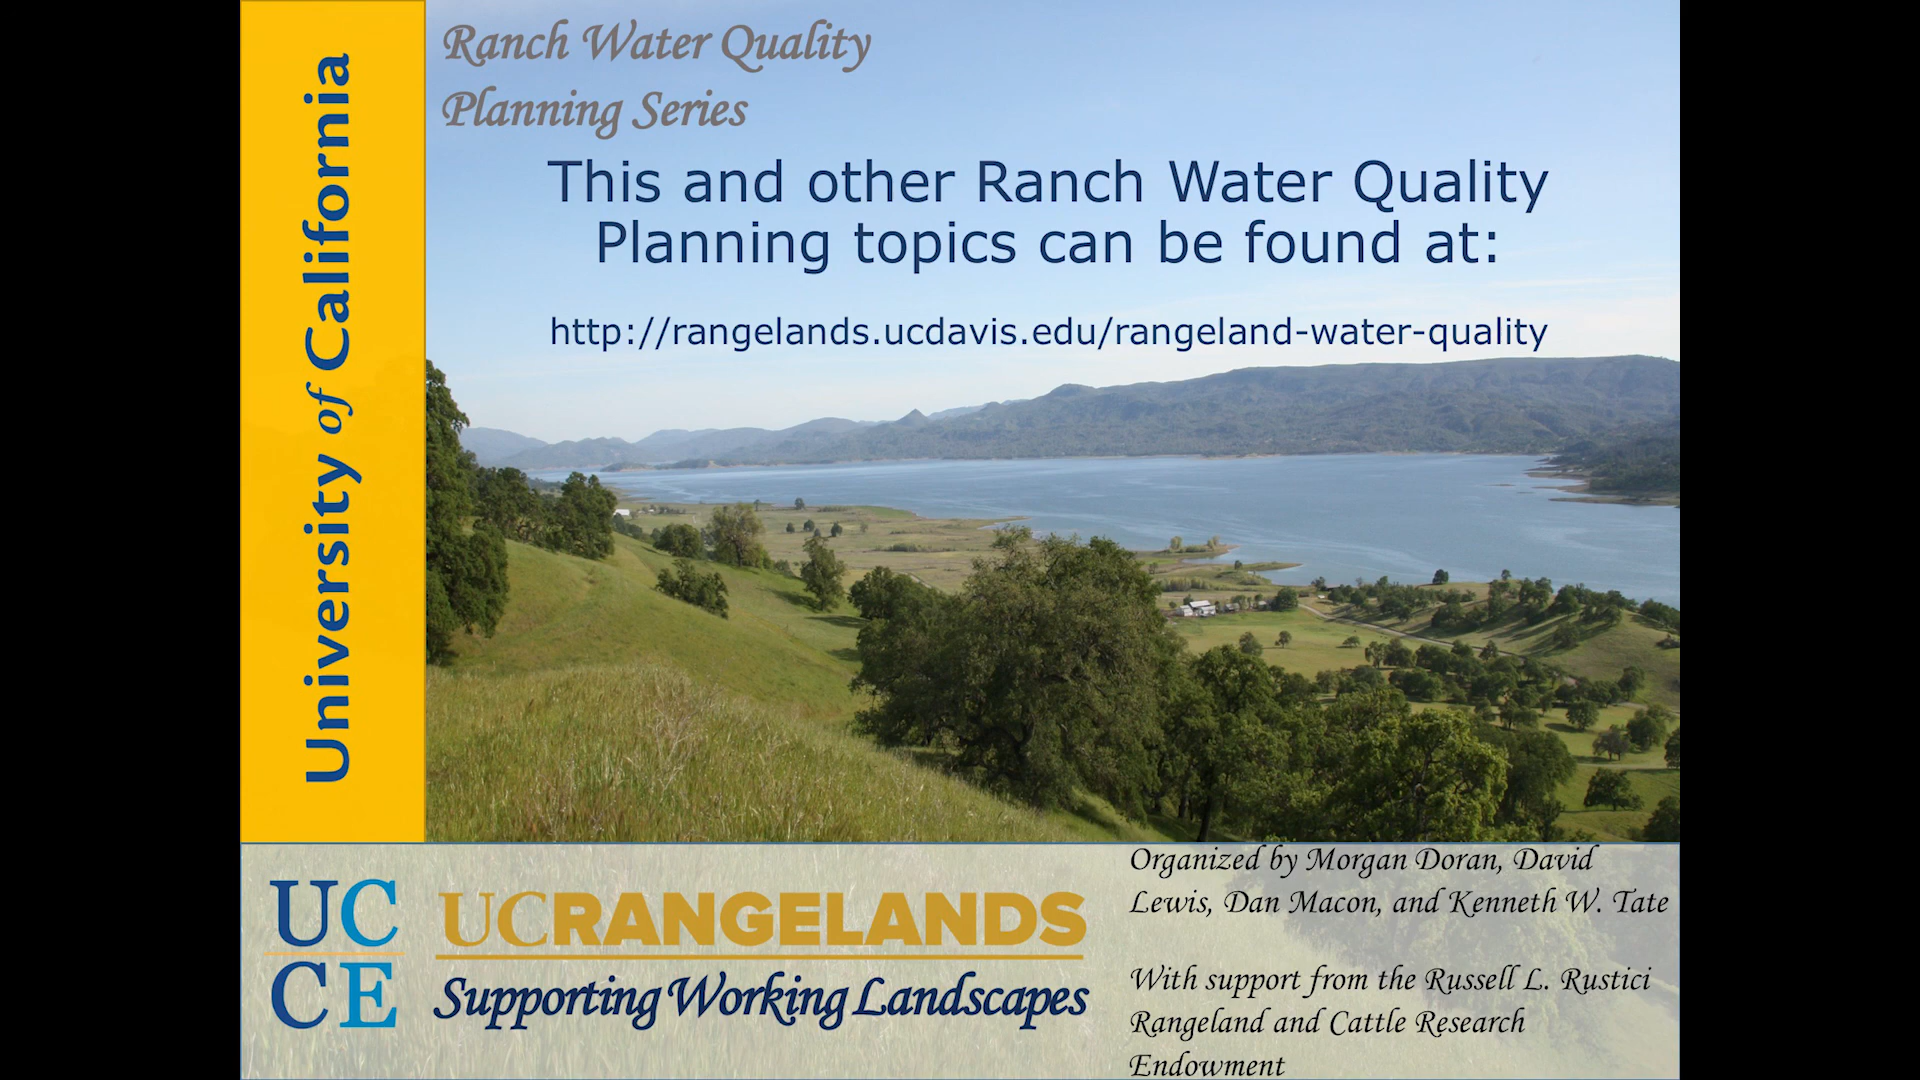 University of California
Ranch Water Quality
Planning Series
This and other Ranch Water Quality
Planning topics can be found at:
http://rangelands.ucdavis.edu/rangeland-water-quality
UC
CE
UCRANGELANDS
Supporting Working Landscapes
Organized by Morgan Doran, David
Lewis, Dan Macon, and Kenneth W. Tate
With support from the Russell L. Rustici
Rangeland and Cattle Research
Endowment